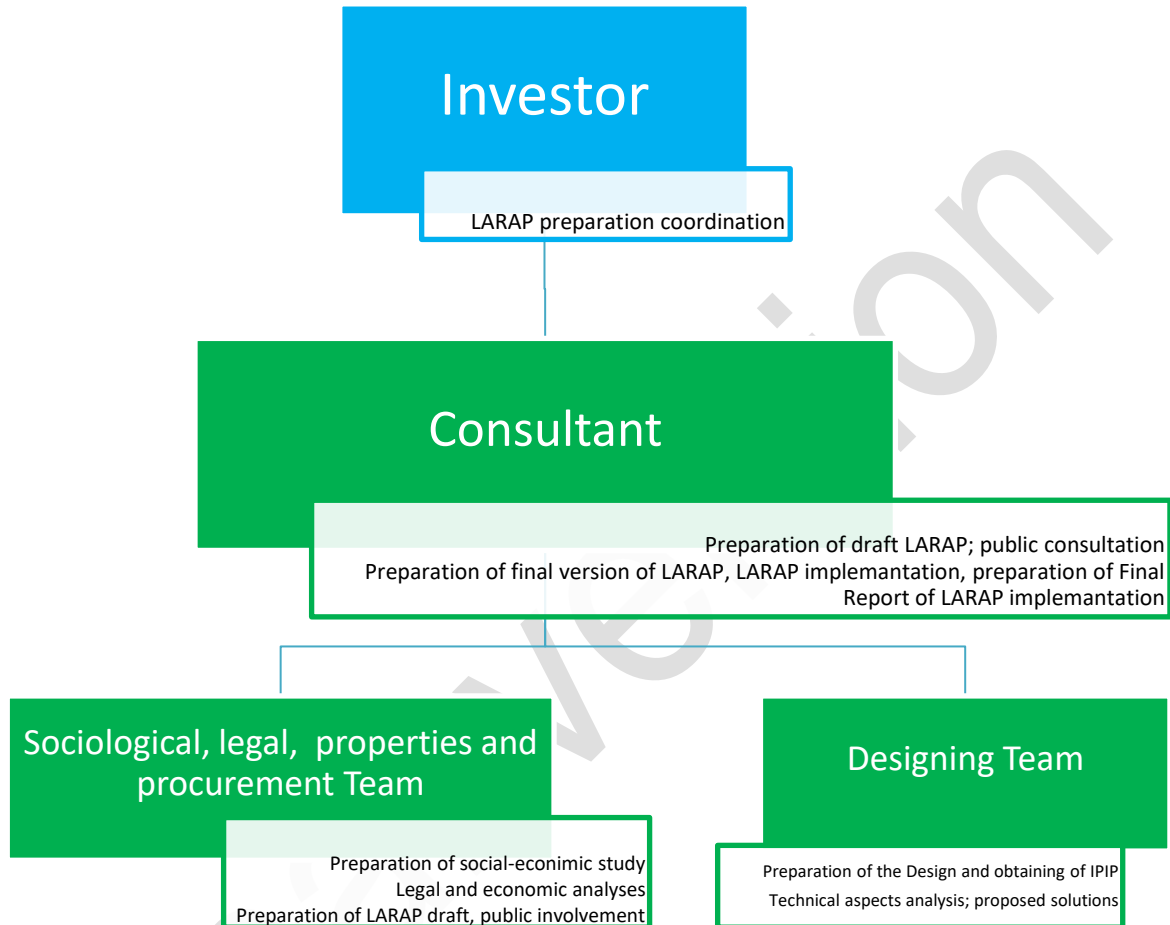 Investor
LARAP preparation coordination
Consultant
Preparation of draft LARAP; public consultation
Preparation of final version of LARAP, LARAP implemantation, preparation of Final
Report of LARAP implemantation
Sociological, legal, properties and
procurement Team
Preparation of social-econimic study
Legal and economic analyses
Preparation of LARAP draft, public involvement
Designing Team
Preparation of the Design and obtaining of IPIP
Technical aspects analysis; proposed solutions